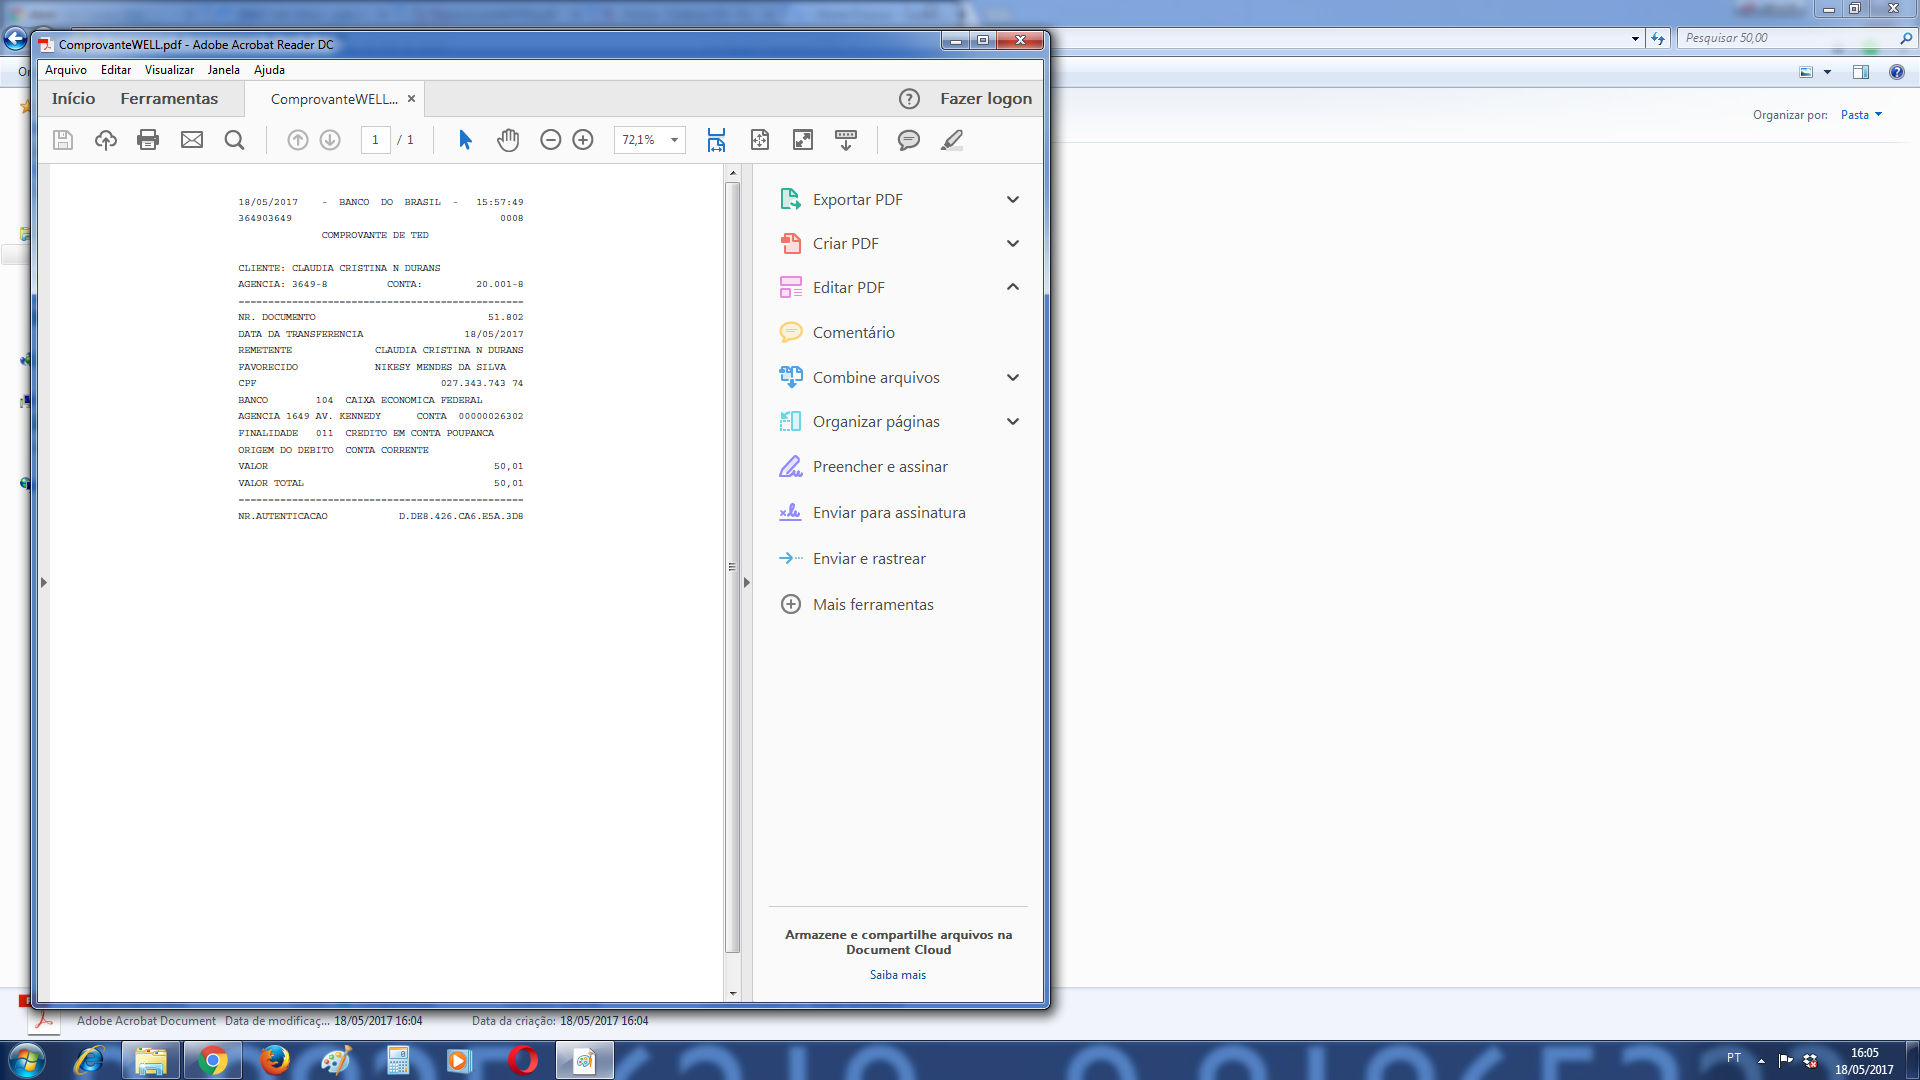 ComprovanteWELL.pdf - Adobe Acrobat Reader DC
Pesquisar 50,00
Arquivo Editar Visualizar Janela Ajuda
Início Ferramentas ComprovanteWELL... × Fazer logon
Organizar por: Pasta
1 / 1 72,1%
18/05/2017 - BANCO DO BRASIL - 15:57:49
364903649 0008
COMPROVANTE DE TED
CLIENTE: CLAUDIA CRISTINA N DURANS
AGENCIA: 3649-8 CONTA: 20.001-8
------------------------------------------------
NR. DOCUMENTO 51.802
DATA DA TRANSFERENCIA 18/05/2017
REMETENTE CLAUDIA CRISTINA N DURANS
FAVORECIDO NIKESY MENDES DA SILVA
CPF 027.343.743 74
BANCO 104 CAIXA ECONOMICA FEDERAL
AGENCIA 1649 AV. KENNEDY CONTA 00000026302
FINALIDADE 011 CREDITO EM CONTA POUPANCA
ORIGEM DO DEBITO CONTA CORRENTE
VALOR 50,01
VALOR TOTAL 50,01
------------------------------------------------
NR.AUTENTICACAO D.DE8.426.CA6.E5A.3D8
Exportar PDF
Criar PDF
Editar PDF
Comentário
Combine arquivos
Organizar páginas
Preencher e assinar
Enviar para assinatura
Enviar e rastrear
Mais ferramentas
Armazene e compartilhe arquivos na
Document Cloud
Saiba mais
Adobe Acrobat Document Data de modificaç... 18/05/2017 16:04 Data da criação: 18/05/2017 16:04
PT
16:05
18/05/2017